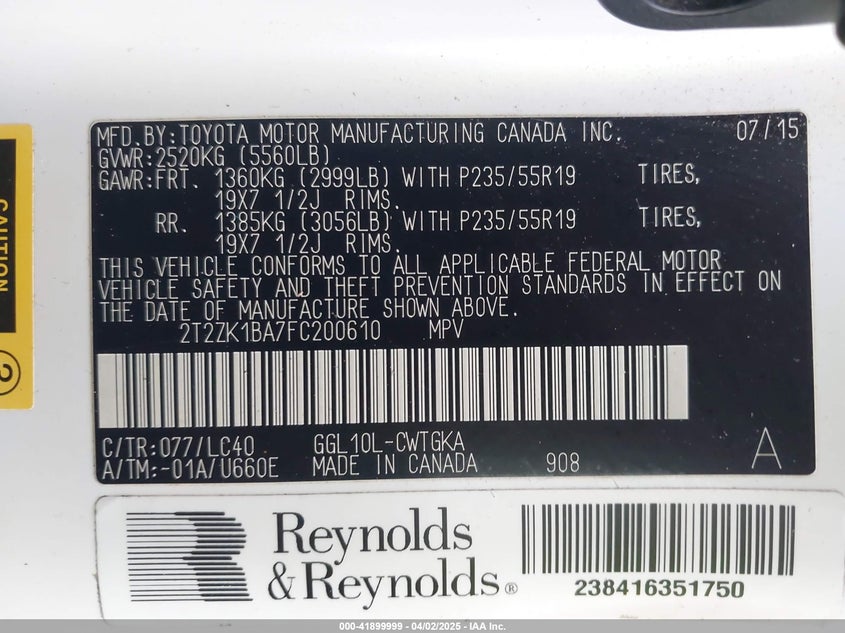 MFD.BY:TOYOTA MOTOR MANUFACTURING CANADA INC. 07/15
GVWR:2520KG (5560LB)
GAWR:FRT. 1360KG (2999LB) WITH P235/55R19 TIRES,
19X7 1/2J RIMS.
RR. 1385KG (3056LB) WITH P235/55R19 TIRES,
19X7 1/2J RIMS.
THIS VEHICLE CONFORMS TO ALL APPLICABLE FEDERAL MOTOR
VEHICLE SAFETY AND THEFT PREVENTION STANDARDS IN EFFECT ON
THE DATE OF MANUFACTURE SHOWN ABOVE.
2T2ZK1BA7FC200610 MPV
C/TR:077/LC40 GGL10L-CWTGKA
A/TM:-01A/U660E MADE IN CANADA 908 A
CAUTION
2
Reynolds
& Reynolds®
238416351750
000-41899999 - 04/02/2025 - IAA Inc.